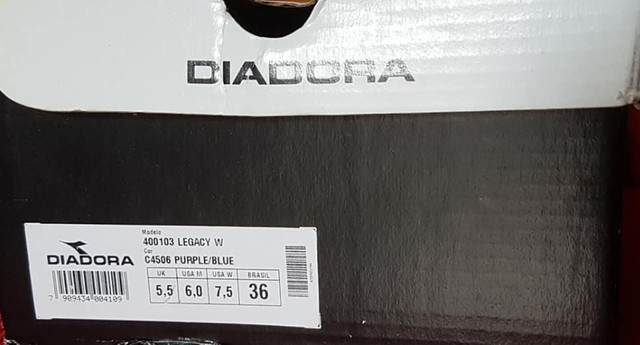 DIADORA
Modelo
400103 LEGACY W
Cor
C4506 PURPLE/BLUE
DIADORA
UK USA M USA W BRASIL
5,5 6,0 7,5 36
7 909434 004109